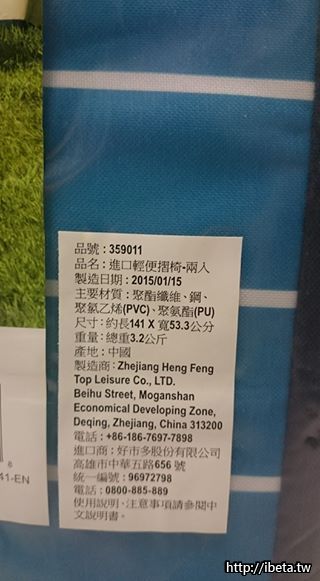 品號：359011
品名：進口輕便摺椅-兩人
製造日期：2015/01/15
主要材質：聚酯纖維、鋼、
聚氯乙烯(PVC)、聚氨酯(PU)
尺寸：約長141 X 寬53.3公分
重量：總重3.2公斤
產地：中國
製造商：Zhejiang Heng Feng
Top Leisure Co., LTD.
Beihu Street, Moganshan
Economical Developing Zone,
Deqing, Zhejiang, China 313200
電話：+86-186-7697-7898
進口商：好市多股份有限公司
高雄市中華五路656 號
統一編號：96972798
電話：0800-885-889
使用說明、注意事項請參閱中
文說明書。
8
41-EN
http://ibeta.tw